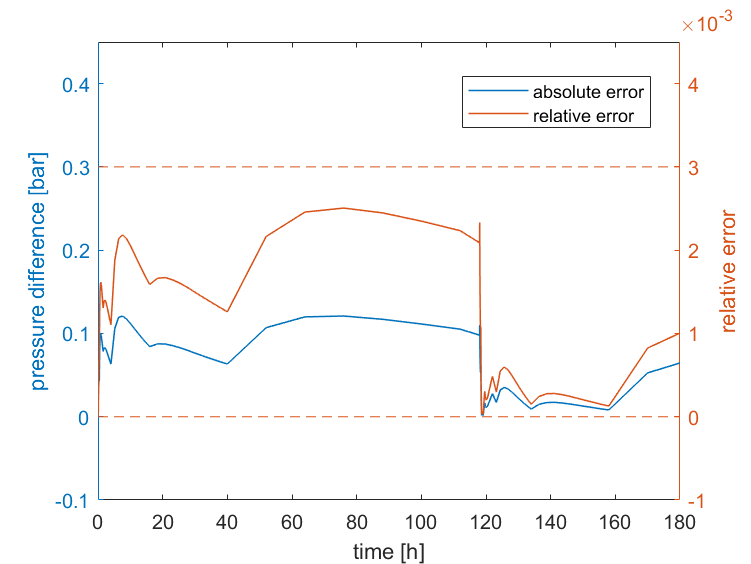 ×10-3
0.4
0.3
0.2
0.1
0
-0.1
pressure difference [bar]
absolute error
relative error
4
3
2
1
0
-1
relative error
0 20 40 60 80 100 120 140 160 180
time [h]